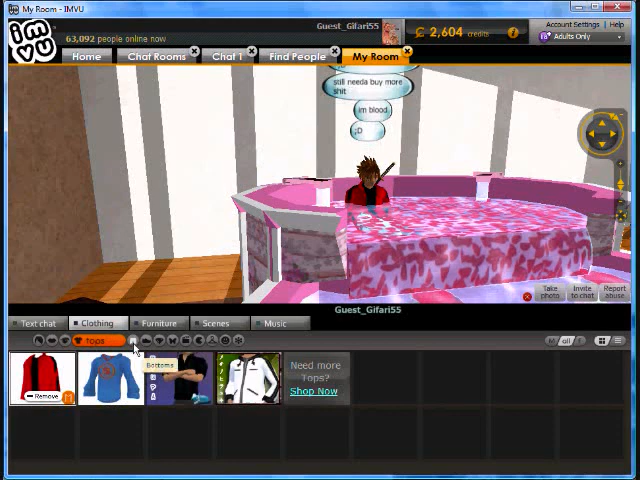 My Room - IMVU
imvu
63,092 people online now
Guest_Gifari55
2,604 credits
Account Settings | Help
18+ Adults Only
Home
Chat Rooms
Chat 1
Find People
My Room
still needa buy more
shit
im blood,
;D
Take photo
Invite to chat
Report abuse
Guest_Gifari55
Text chat
Clothing
Furniture
Scenes
Music
tops
all
Bottoms
Remove
Need more
Tops?
Shop Now